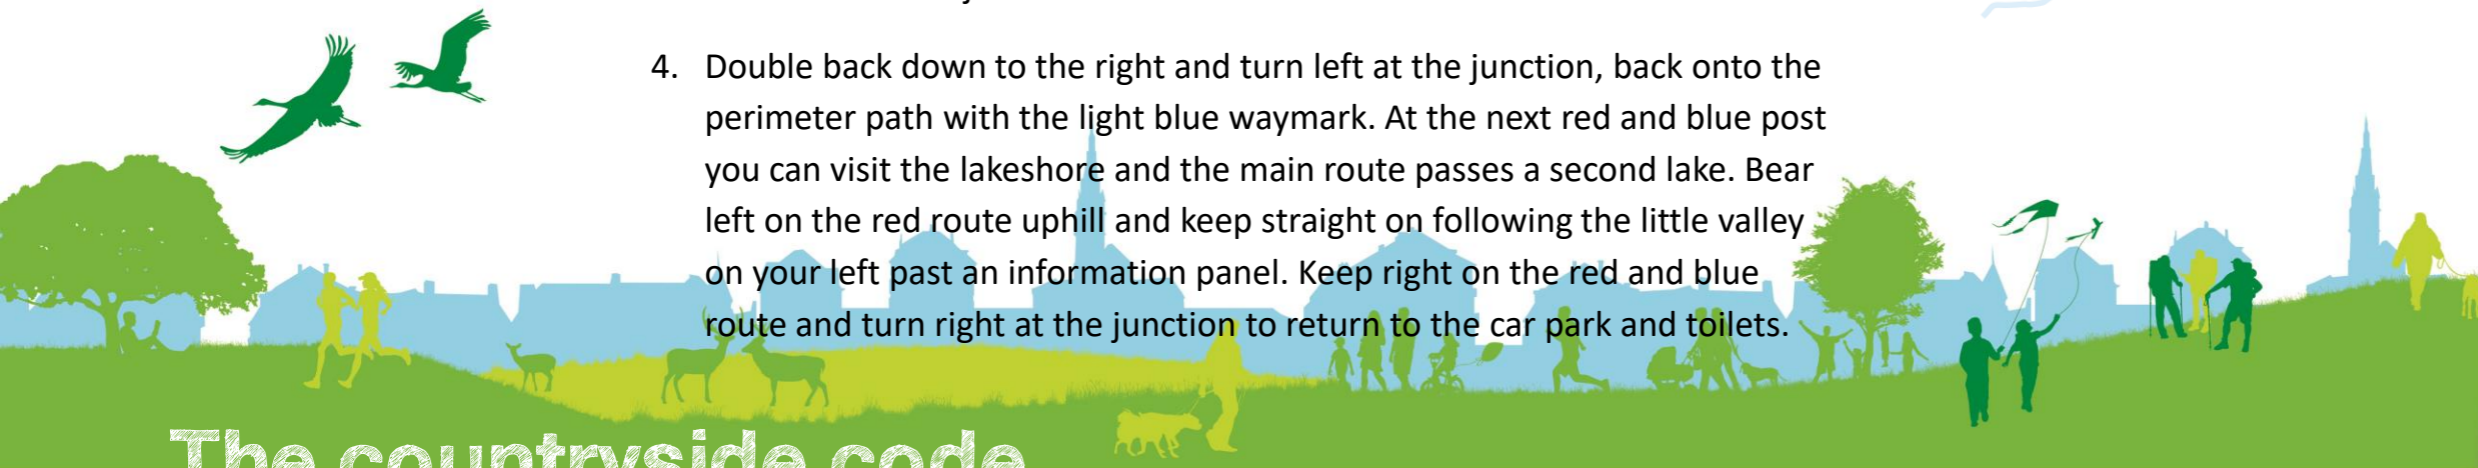 4. Double back down to the right and turn left at the junction, back onto the
perimeter path with the light blue waymark. At the next red and blue post
you can visit the lakeshore and the main route passes a second lake. Bear
left on the red route uphill and keep straight on following the little valley
on your left past an information panel. Keep right on the red and blue
route and turn right at the junction to return to the car park and toilets.
The countryside code